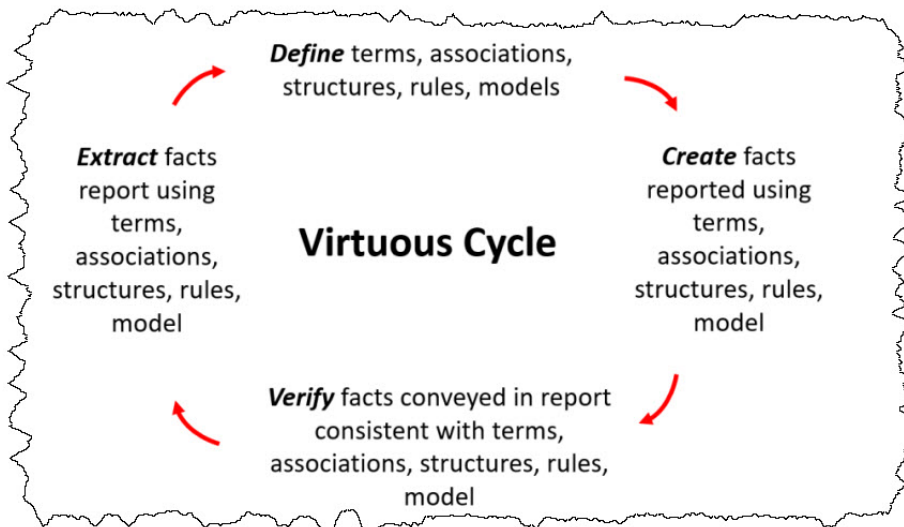 Define terms, associations,
structures, rules, models
Extract facts
report using
terms,
associations,
structures, rules,
model
Virtuous Cycle
Create facts
reported using
terms,
associations,
structures, rules,
model
Verify facts conveyed in report
consistent with terms,
associations, structures, rules,
model